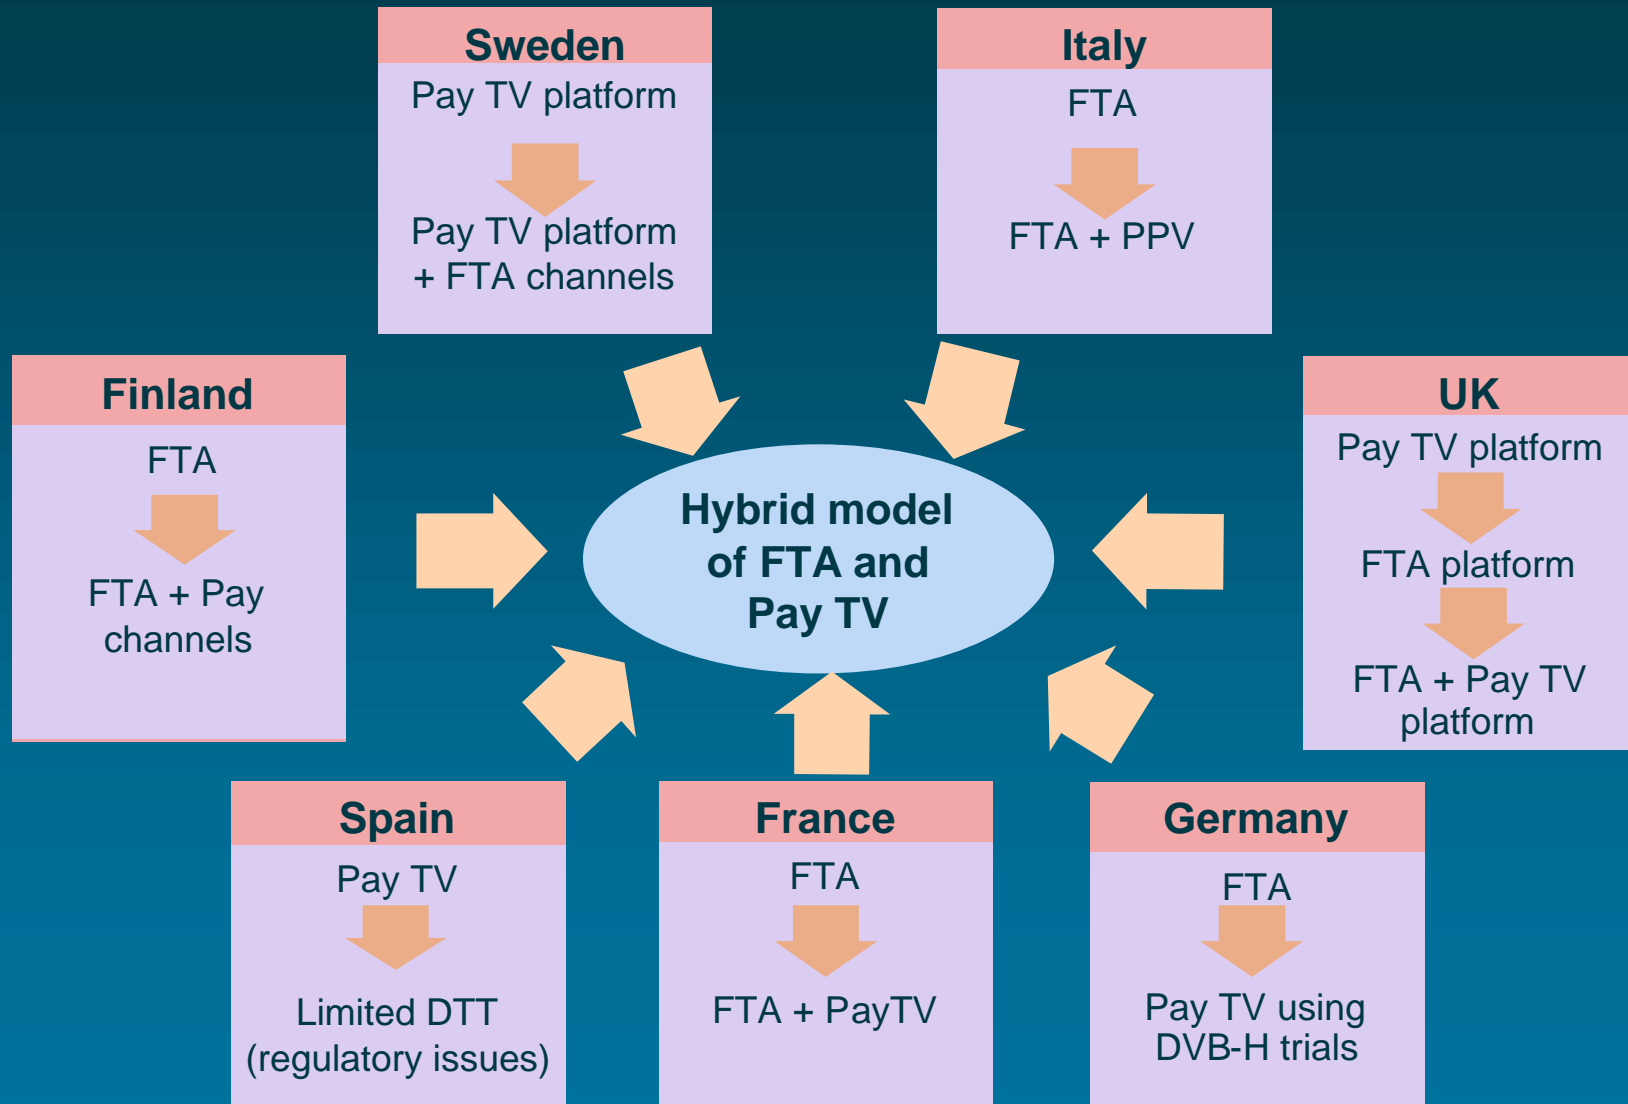 Sweden
Pay TV platform
Pay TV platform
+ FTA channels
Italy
FTA
FTA + PPV
Finland
FTA
FTA + Pay
channels
Hybrid model
of FTA and
Pay TV
UK
Pay TV platform
FTA platform
FTA + Pay TV
platform
Spain
Pay TV
Limited DTT
(regulatory issues)
France
FTA
FTA + PayTV
Germany
FTA
Pay TV using
DVB-H trials